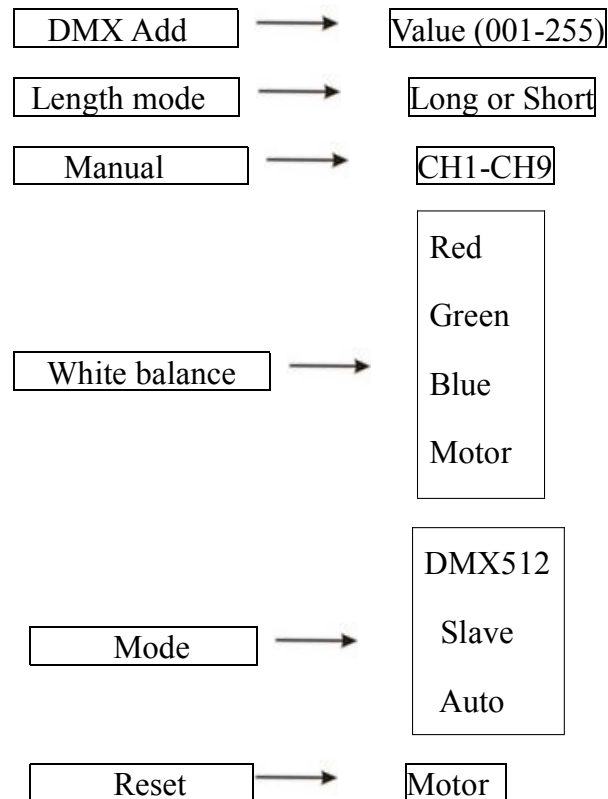 DMX Add Value (001-255)
Length mode Long or Short
Manual CH1-CH9
White balance
Red
Green
Blue
Motor
Mode
DMX512
Slave
Auto
Reset Motor